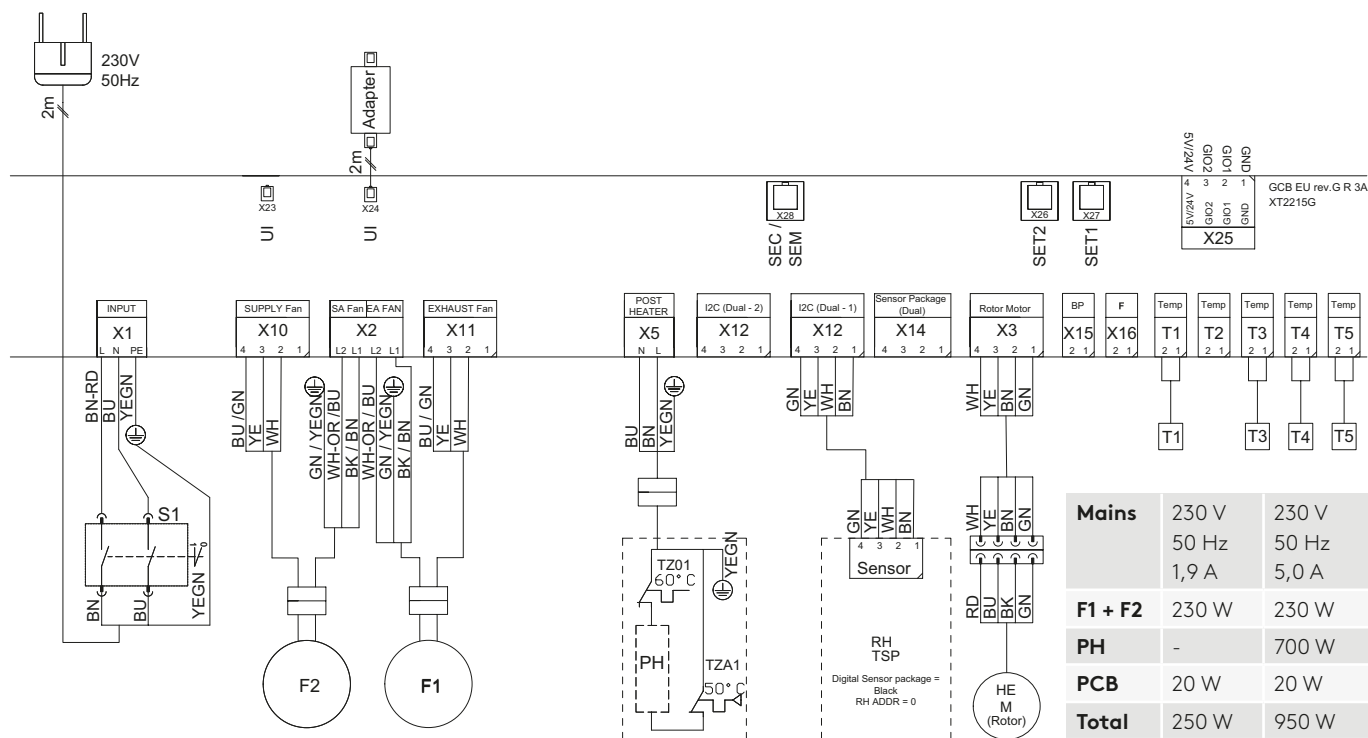 230V
50Hz
2m
Adapter
2m
X23
UI
X24
UI
X28
SEC /
SEM
X26
SET2
X27
SET1
5V/24V GIO2 GIO1 GND
4 3 2 1
5V/24V GIO2 GIO1 GND
X25
GCB EU rev.G R 3A
XT2215G
INPUT
X1
L N PE
SUPPLY Fan
X10
4 3 2 1
SA Fan EA FAN
X2
L2 L1 L2 L1
EXHAUST Fan
X11
4 3 2 1
POST
HEATER
X5
N L
I2C (Dual - 2)
X12
4 3 2 1
I2C (Dual - 1)
X12
4 3 2 1
Sensor Package
(Dual)
X14
4 3 2 1
Rotor Motor
X3
4 3 2 1
BP
X15
2 1
F
X16
2 1
Temp
T1
2 1
Temp
T2
2 1
Temp
T3
2 1
Temp
T4
2 1
Temp
T5
2 1
BN-RD
BU
YEGN
BU /GN
YE
WH
GN / YEGN
WH-OR /BU
BK / BN
WH-OR / BU
GN / YEGN
BK / BN
BU / GN
YE
WH
BU
BN
YEGN
GN
YE
WH
BN
WH
YE
BN
GN
T1
T3
T4
T5
S1
0
1
BN
BU
YEGN
F2
F1
TZ01
60° C
YEGN
PH
TZA1
50° C
GN
YE
WH
BN
4 3 2 1
Sensor
RH
TSP
Digital Sensor package =
Black
RH ADDR = 0
WH
YE
BN
GN
RD
BU
BK
GN
HE
M
(Rotor)
Mains 230 V 230 V
50 Hz 50 Hz
1,9 A 5,0 A
F1 + F2 230 W 230 W
PH - 700 W
PCB 20 W 20 W
Total 250 W 950 W